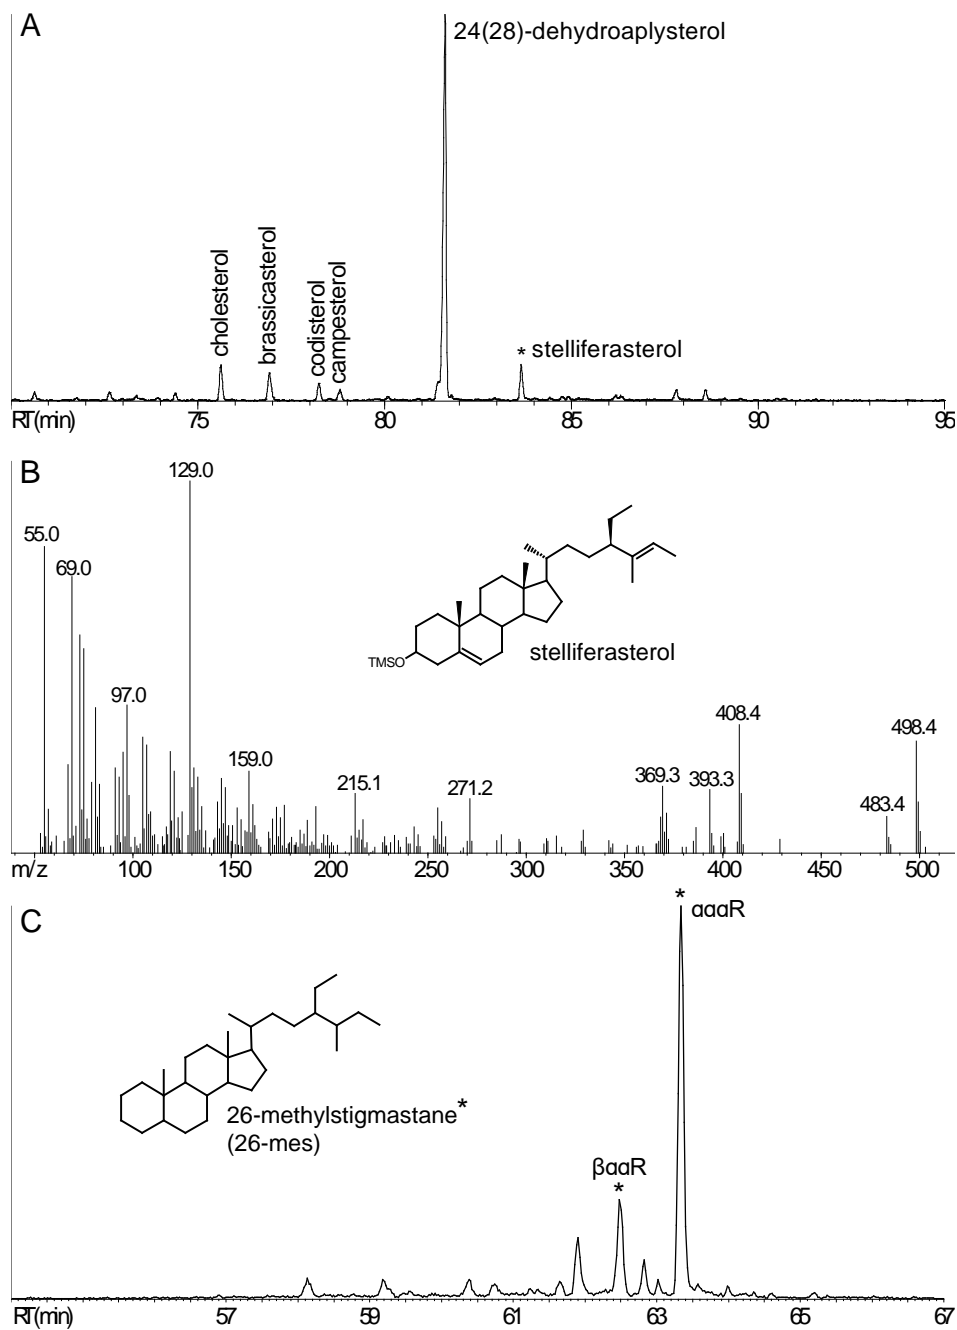 A
24(28)-dehydroaplysterol
cholesterol
brassicasterol
codisterol
campesterol
* stelliferasterol
RT(min) 75 80 85 90 95
B
129.0
55.0
69.0
97.0
159.0
215.1
271.2
369.3
393.3
408.4
483.4
498.4
TMSO
stelliferasterol
m/z 100 150 200 250 300 350 400 450 500
C
* αααR
26-methylstigmastane*
(26-mes)
βααR
*
RT(min) 57 59 61 63 65 67